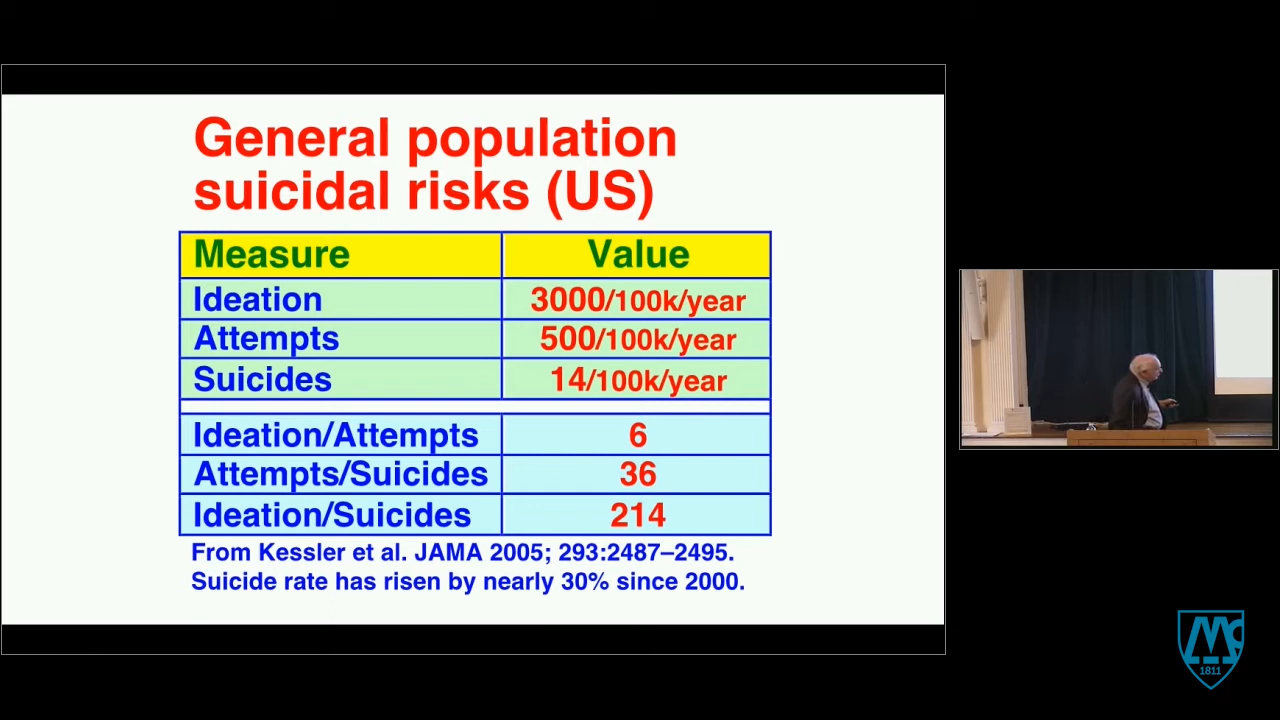 General population
suicidal risks (US)
Measure Value
Ideation 3000/100k/year
Attempts 500/100k/year
Suicides 14/100k/year
Ideation/Attempts 6
Attempts/Suicides 36
Ideation/Suicides 214
From Kessler et al. JAMA 2005; 293:2487–2495.
Suicide rate has risen by nearly 30% since 2000.
Mc
1811